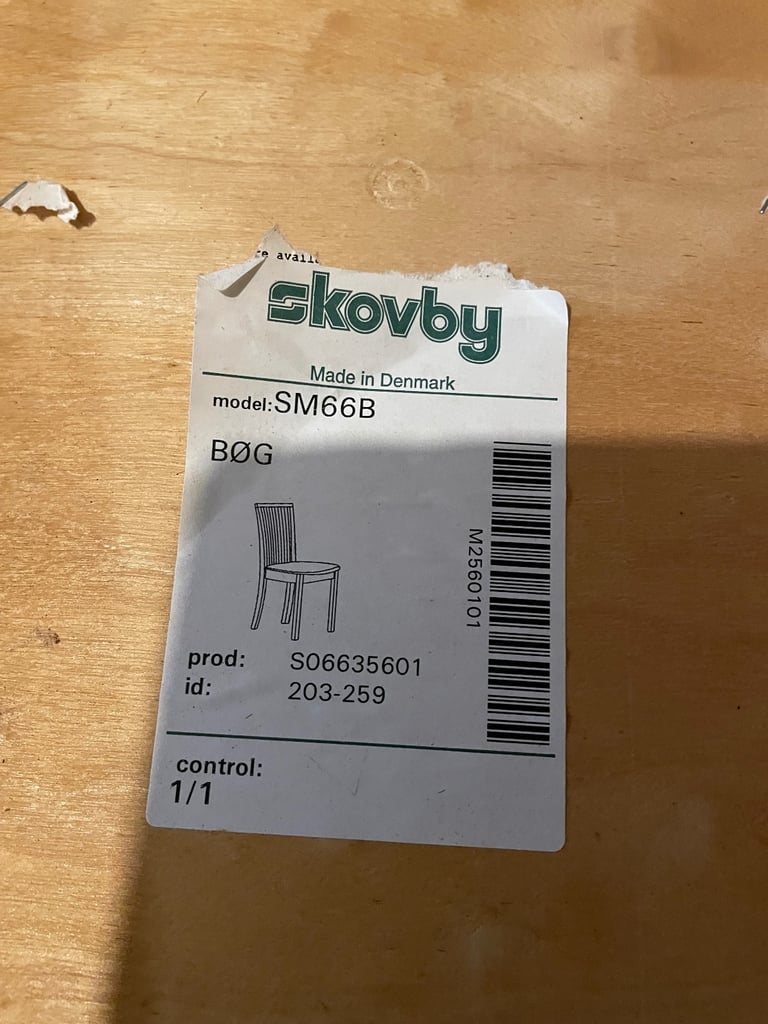 skovby
Made in Denmark
model: SM66B
BØG
M2560101
prod: S06635601
id: 203-259
control:
1/1